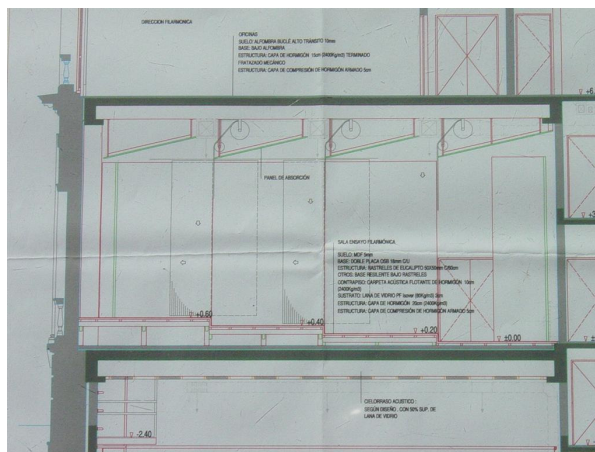 DIRECCION FILARMONICA
OFICINAS
SUELO: ALFOMBRA BUCLÉ ALTO TRANSITO 10mm
BASE: BAJO ALFOMBRA
ESTRUCTURA: CAPA DE HORMIGÓN 10cm (2400Kg/m3) TERMINADO
FRATAZADO MECÁNICO
ESTRUCTURA: CAPA DE COMPRESIÓN DE HORMIGÓN ARMADO 5cm
PANEL DE ABSORCIÓN
SALA ENSAYO FILARMÓNICA
SUELO: MDF 5mm
BASE: DOBLE PLACA OSB 18mm
ESTRUCTURA: RASTRELES DE EUCALIPTO
OTROS: BASE RESILENTE BAJO RASTRELES
CONTRAPISO: CARPETA ACÚSTICA FLOTANTE DE HORMIGÓN 10cm
(2400Kg/m3)
SUSTRATO: LANA DE VIDRIO PF
ESTRUCTURA: CAPA DE HORMIGÓN (2400Kg/m3)
ESTRUCTURA: CAPA DE COMPRESIÓN DE HORMIGÓN ARMADO 5cm
+0.60
+0.40
+0.20
±0.00
CIELORRASO ACUSTICO :
SEGÚN DISEÑO . CON 50% SUP. DE
LANA DE VIDRIO
-2.40